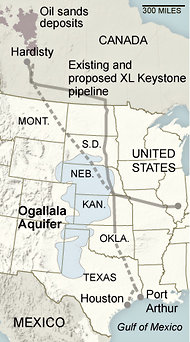 300 MILES
Oil sands
deposits
Hardisty
CANADA
Existing and
proposed XL Keystone
pipeline
MONT.
S.D.
UNITED
STATES
NEB.
Ogallala
Aquifer
KAN.
OKLA.
TEXAS
Houston
Port
Arthur
MEXICO
Gulf of Mexico